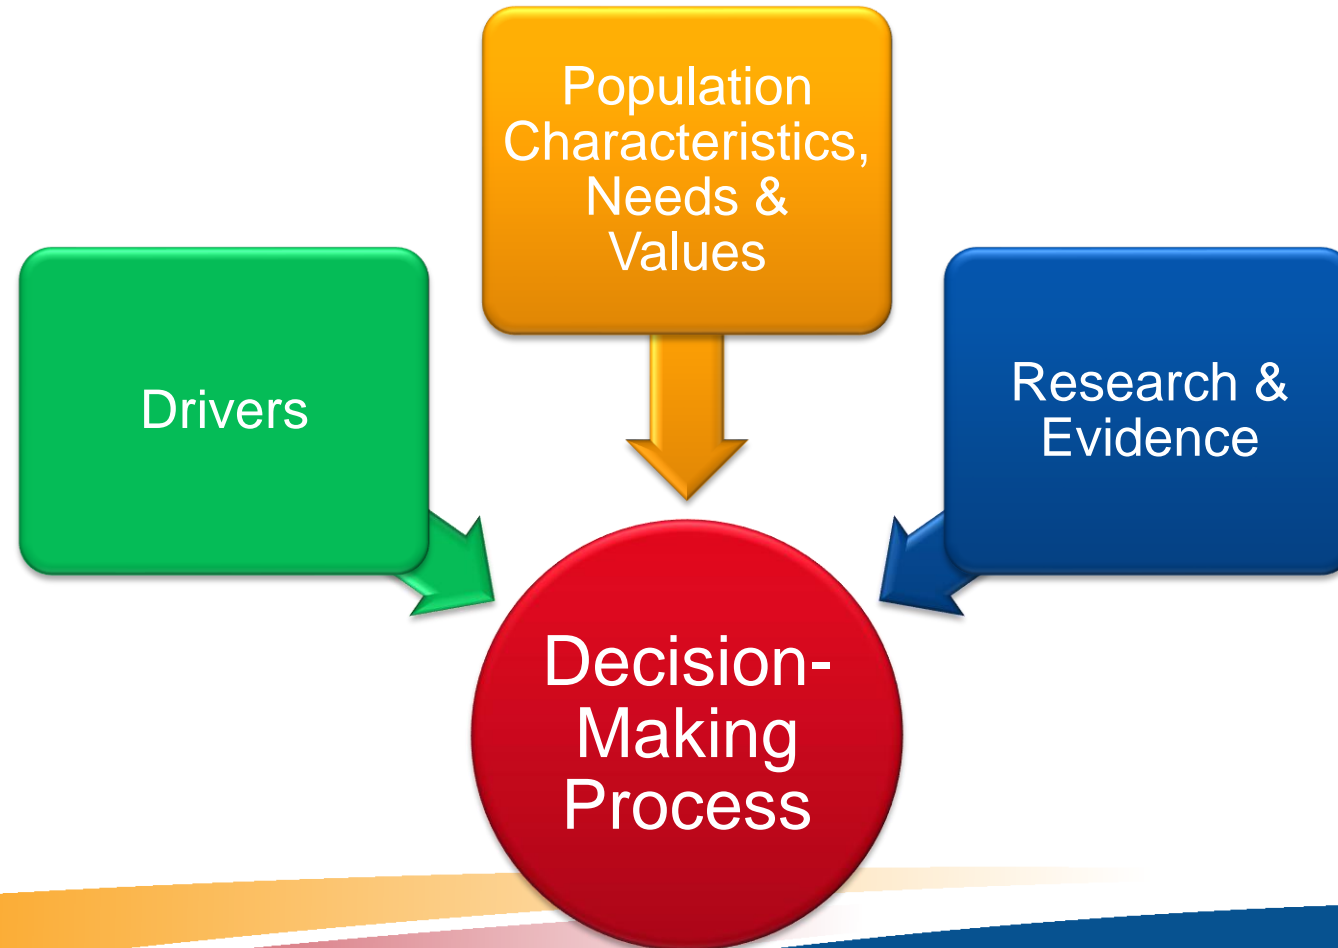 Population
Characteristics,
Needs &
Values
Drivers
Research &
Evidence
Decision-
Making
Process